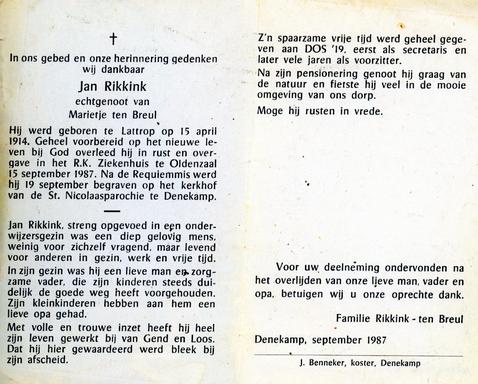 ✝
In ons gebed en onze herinnering gedenken
wij dankbaar
Jan Rikkink
echtgenoot van
Marietje ten Breul
Hij werd geboren te Lattrop op 15 april
1914. Geheel voorbereid op het nieuwe le-
ven bij God overleed hij in rust en over-
gave in het R.K. Ziekenhuis te Oldenzaal
15 september 1987. Na de Requiemmis werd
hij 19 september begraven op het kerkhof
van de St. Nicolaasparochie te Denekamp.
Jan Rikkink, streng opgevoed in een onder-
wijzersgezin was een diep gelovig mens,
weinig voor zichzelf vragend, maar levend
voor anderen in gezin, werk en vrije tijd.
In zijn gezin was hij een lieve man en zorg-
zame vader, die zijn kinderen steeds dui-
delijk de goede weg heeft voorgehouden.
Zijn kleinkinderen hebben aan hem een
lieve opa gehad.
Met volle en trouwe inzet heeft hij heel
zijn leven gewerkt bij van Gend en Loos.
Dat hij hier gewaardeerd werd bleek bij
zijn afscheid.
Z'n spaarzame vrije tijd werd geheel gege-
ven aan DOS '19, eerst als secretaris en
later vele jaren als voorzitter.
Na zijn pensionering genoot hij graag van
de natuur en fietste hij veel in de mooie
omgeving van ons dorp.
Moge hij rusten in vrede.
Voor uw deelneming ondervonden na
het overlijden van onze lieve man, vader en
opa, betuigen wij u onze oprechte dank.
Familie Rikkink - ten Breul
Denekamp, september 1987
J. Benneker, koster, Denekamp